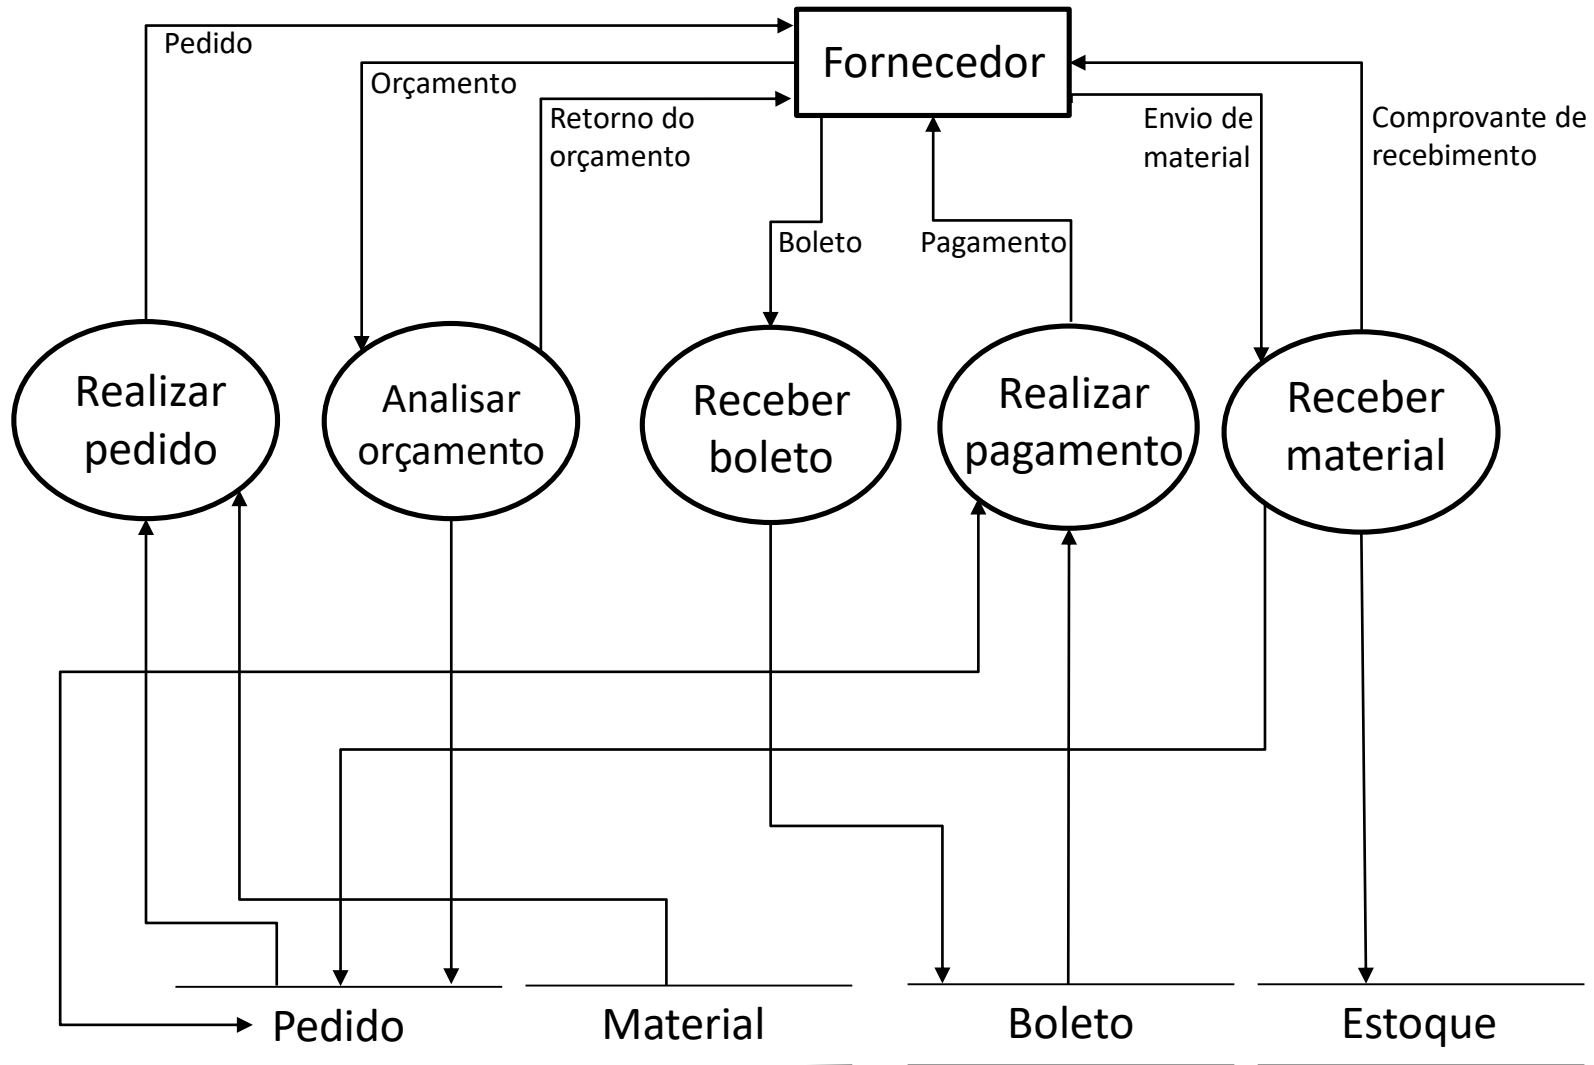 Pedido
Fornecedor
Orçamento
Retorno do
orçamento
Envio de
material
Comprovante de
recebimento
Boleto
Pagamento
Realizar
pedido
Analisar
orçamento
Receber
boleto
Realizar
pagamento
Receber
material
Pedido
Material
Boleto
Estoque